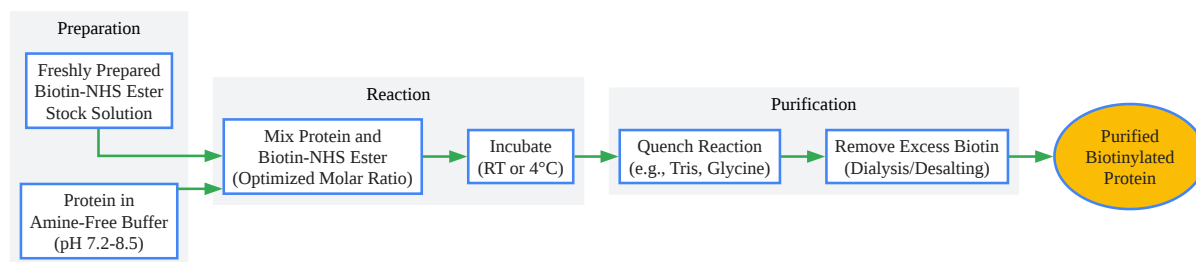 Preparation
Freshly Prepared
Biotin-NHS Ester
Stock Solution
Protein in
Amine-Free Buffer
(pH 7.2-8.5)
Reaction
Mix Protein and
Biotin-NHS Ester
(Optimized Molar Ratio)
Incubate
(RT or 4°C)
Purification
Quench Reaction
(e.g., Tris, Glycine)
Remove Excess Biotin
(Dialysis/Desalting)
Purified
Biotinylated
Protein